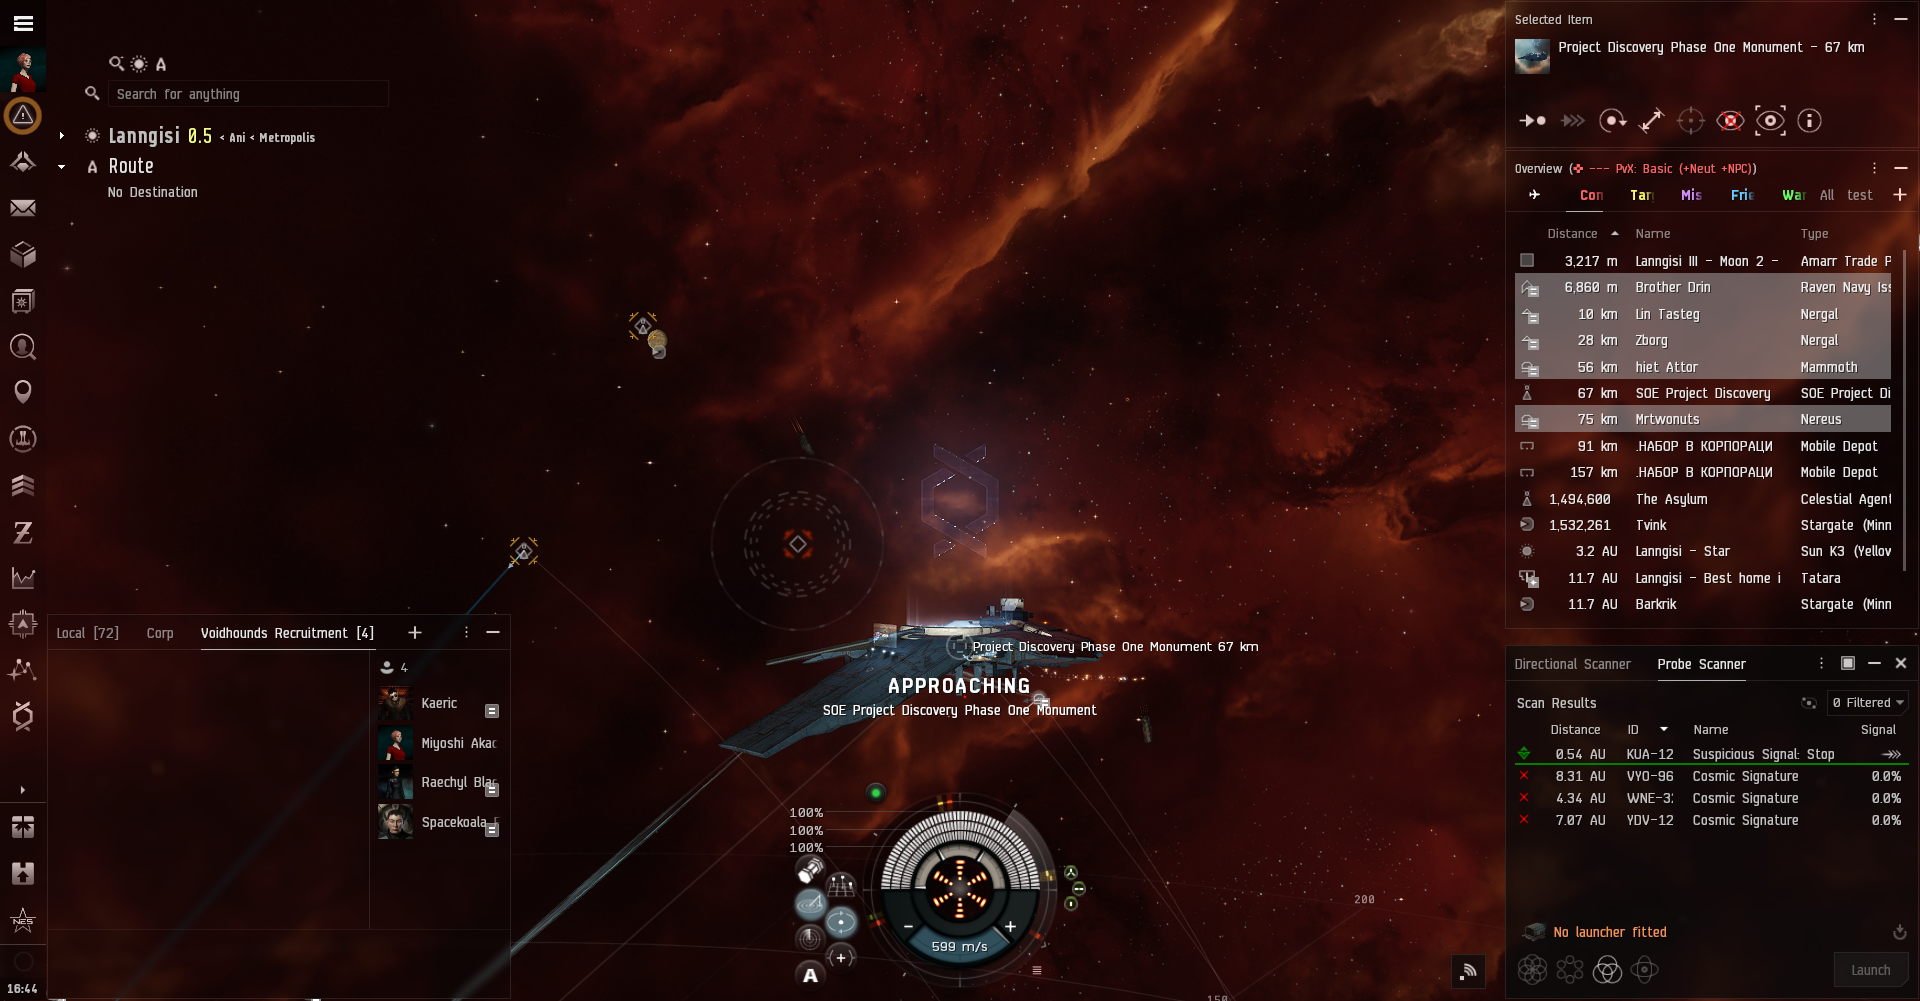 Search for anything
Lanngisi 0.5 < Ani < Metropolis
Route
No Destination
Selected Item
Project Discovery Phase One Monument - 67 km
Overview (--- PvX: Basic (+Neut +NPC))
Con Tar Mis Frie War All test
Distance Name Type
3,217 m Lanngisi III - Moon 2 - Amarr Trade P
6,860 m Brother Drin Raven Navy Iss
10 km Lin Tasteg Nergal
28 km Zborg Nergal
56 km hiet Attor Mammoth
67 km SOE Project Discovery SOE Project Di
75 km Mrtwonuts Nereus
91 km .НАБОР В КОРПОРАЦИ Mobile Depot
157 km .НАБОР В КОРПОРАЦИ Mobile Depot
1,494,600 The Asylum Celestial Agent
1,532,261 Tvink Stargate (Minn
3.2 AU Lanngisi - Star Sun K3 (Yellow
11.7 AU Lanngisi - Best home i Tatara
11.7 AU Barkrik Stargate (Minn
Local [72] Corp Voidhounds Recruitment [4]
4
Kaeric
Miyoshi Akac
Raechyl Blac
Spacekoala
Project Discovery Phase One Monument 67 km
APPROACHING
SOE Project Discovery Phase One Monument
100%
100%
100%
599 m/s
A
200
150
Directional Scanner Probe Scanner
Scan Results 0 Filtered
Distance ID Name Signal
0.54 AU KUA-12 Suspicious Signal: Stop
8.31 AU VYO-96 Cosmic Signature 0.0%
4.34 AU WNE-32 Cosmic Signature 0.0%
7.07 AU YDV-12 Cosmic Signature 0.0%
No launcher fitted
Launch
NES
16:44